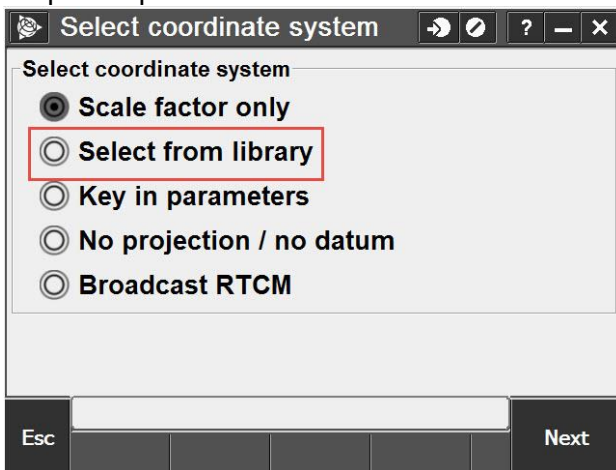 Select coordinate system ? – ×
Select coordinate system
Scale factor only
Select from library
Key in parameters
No projection / no datum
Broadcast RTCM
Esc Next